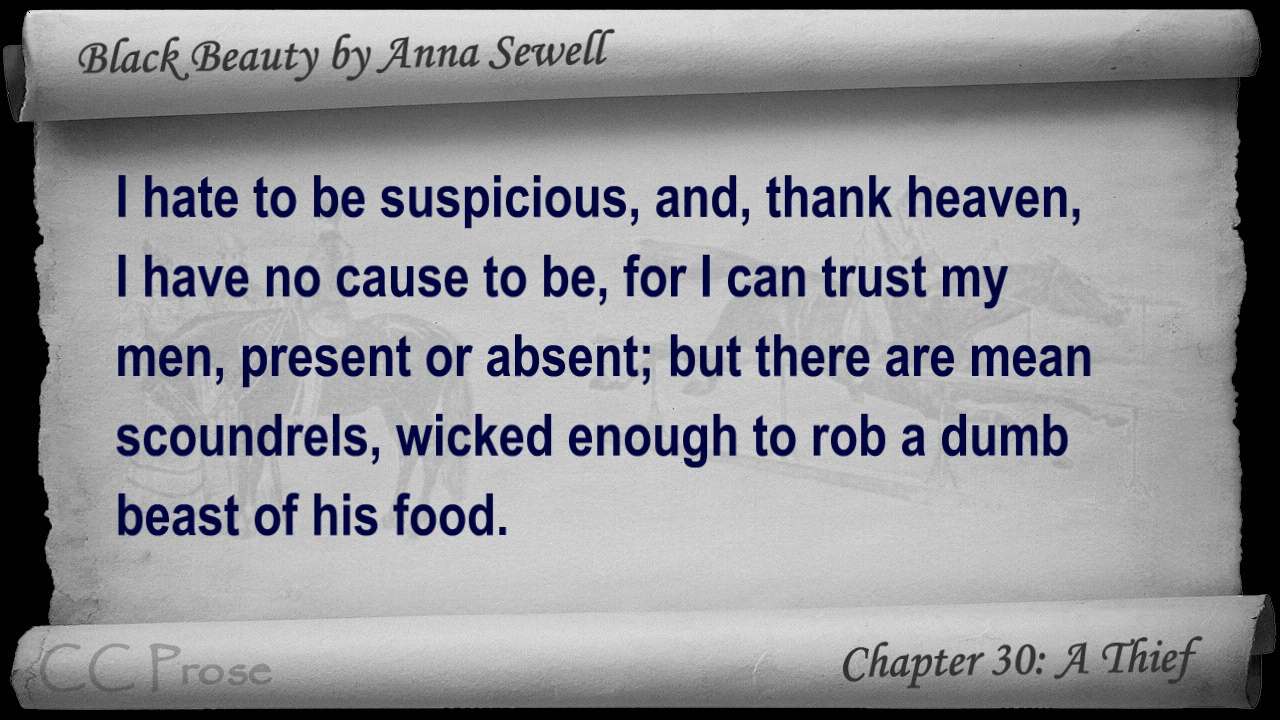 Black Beauty by Anna Sewell
I hate to be suspicious, and, thank heaven,
I have no cause to be, for I can trust my
men, present or absent; but there are mean
scoundrels, wicked enough to rob a dumb
beast of his food.
CC Prose
Chapter 30: A Thief